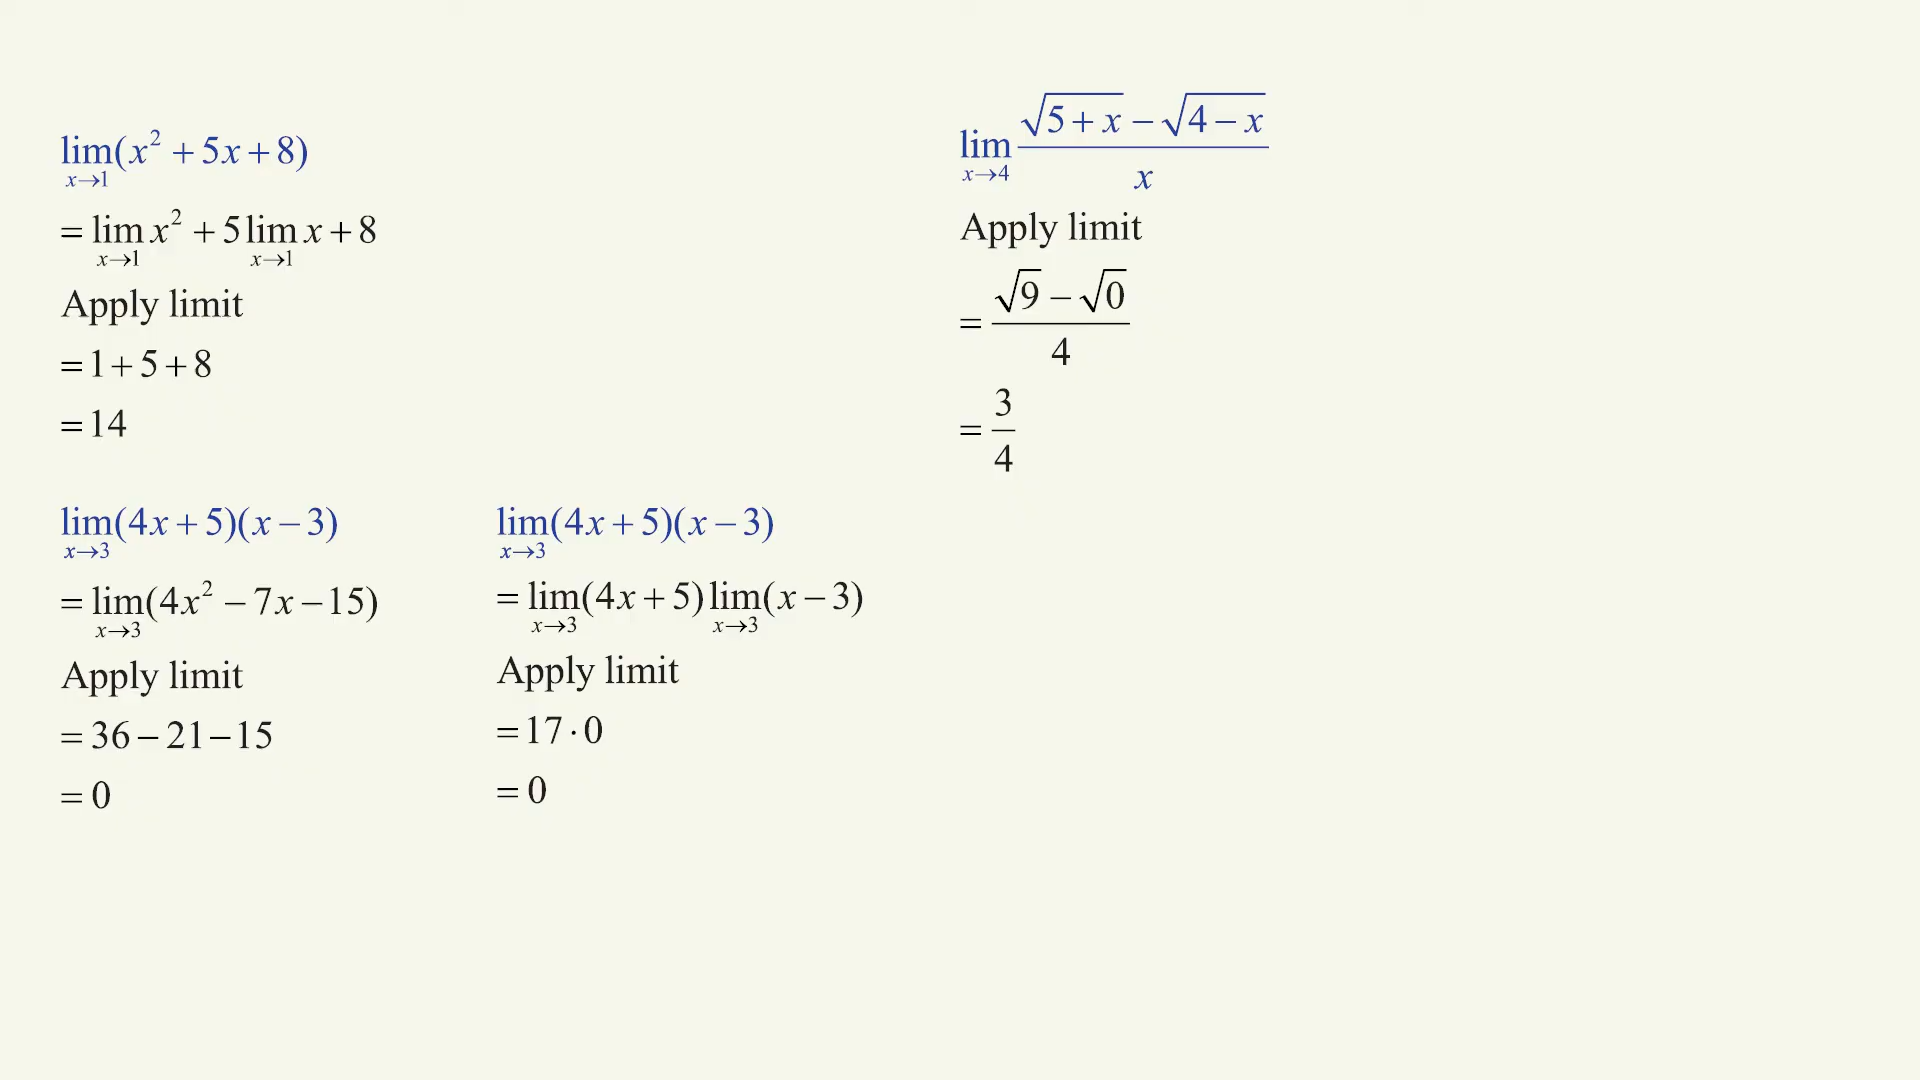 lim x→1 (x² + 5x + 8)
= lim x→1 x² + 5 lim x→1 x + 8
Apply limit
= 1 + 5 + 8
= 14
lim x→3 (4x + 5)(x − 3)
= lim x→3 (4x² − 7x − 15)
Apply limit
= 36 − 21 − 15
= 0
lim x→3 (4x + 5)(x − 3)
= lim x→3 (4x + 5) lim x→3 (x − 3)
Apply limit
= 17 · 0
= 0
lim x→4 (√(5 + x) − √(4 − x)) / x
Apply limit
= (√9 − √0) / 4
= 3/4